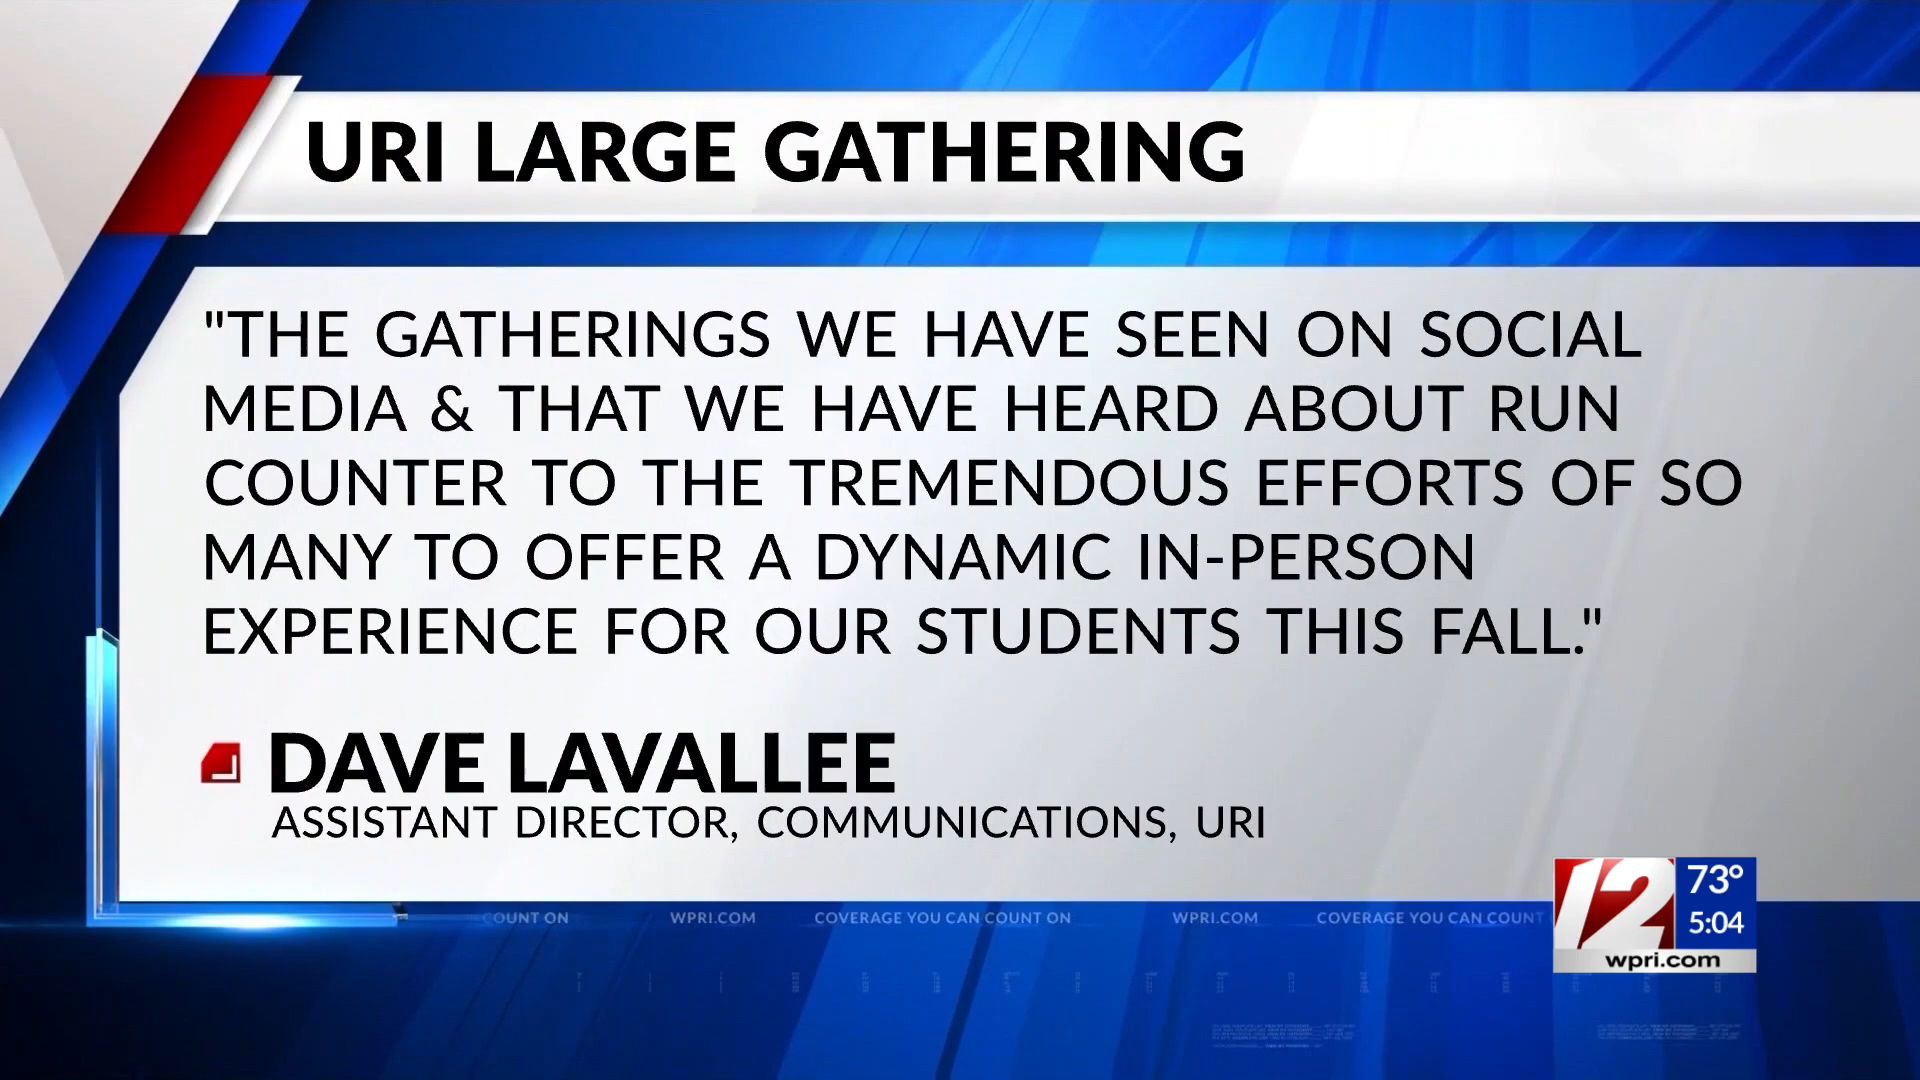 URI LARGE GATHERING
"THE GATHERINGS WE HAVE SEEN ON SOCIAL
MEDIA & THAT WE HAVE HEARD ABOUT RUN
COUNTER TO THE TREMENDOUS EFFORTS OF SO
MANY TO OFFER A DYNAMIC IN-PERSON
EXPERIENCE FOR OUR STUDENTS THIS FALL."
DAVE LAVALLEE
ASSISTANT DIRECTOR, COMMUNICATIONS, URI
12
73°
5:04
wpri.com
COUNT ON WPRI.COM COVERAGE YOU CAN COUNT ON WPRI.COM COVERAGE YOU CAN COUNT